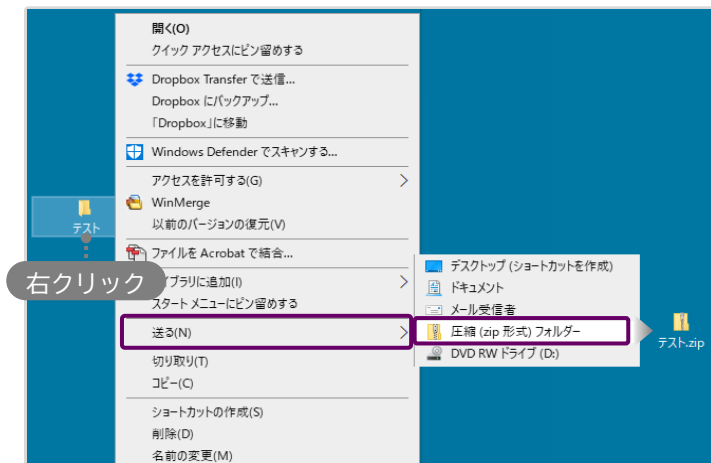 開く(O)
クイック アクセスにピン留めする
Dropbox Transfer で送信...
Dropbox にバックアップ...
「Dropbox」に移動
Windows Defender でスキャンする...
アクセスを許可する(G)
WinMerge
以前のバージョンの復元(V)
テスト
ファイルを Acrobat で結合...
右クリック
イブラリに追加(I)
スタート メニューにピン留めする
送る(N)
切り取り(T)
コピー(C)
ショートカットの作成(S)
削除(D)
名前の変更(M)
デスクトップ (ショートカットを作成)
ドキュメント
メール受信者
圧縮 (zip 形式) フォルダー
DVD RW ドライブ (D:)
テスト.zip